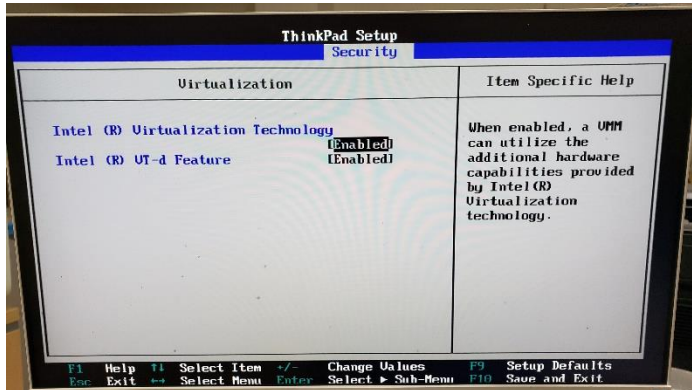 ThinkPad Setup
Security
Virtualization
Item Specific Help
Intel (R) Virtualization Technology
[Enabled]
Intel (R) VT-d Feature [Enabled]
When enabled, a VMM
can utilize the
additional hardware
capabilities provided
by Intel(R)
Virtualization
technology.
F1 Help ↑↓ Select Item +/- Change Values F9 Setup Defaults
Esc Exit ↔ Select Menu Enter Select ► Sub-Menu F10 Save and Exit